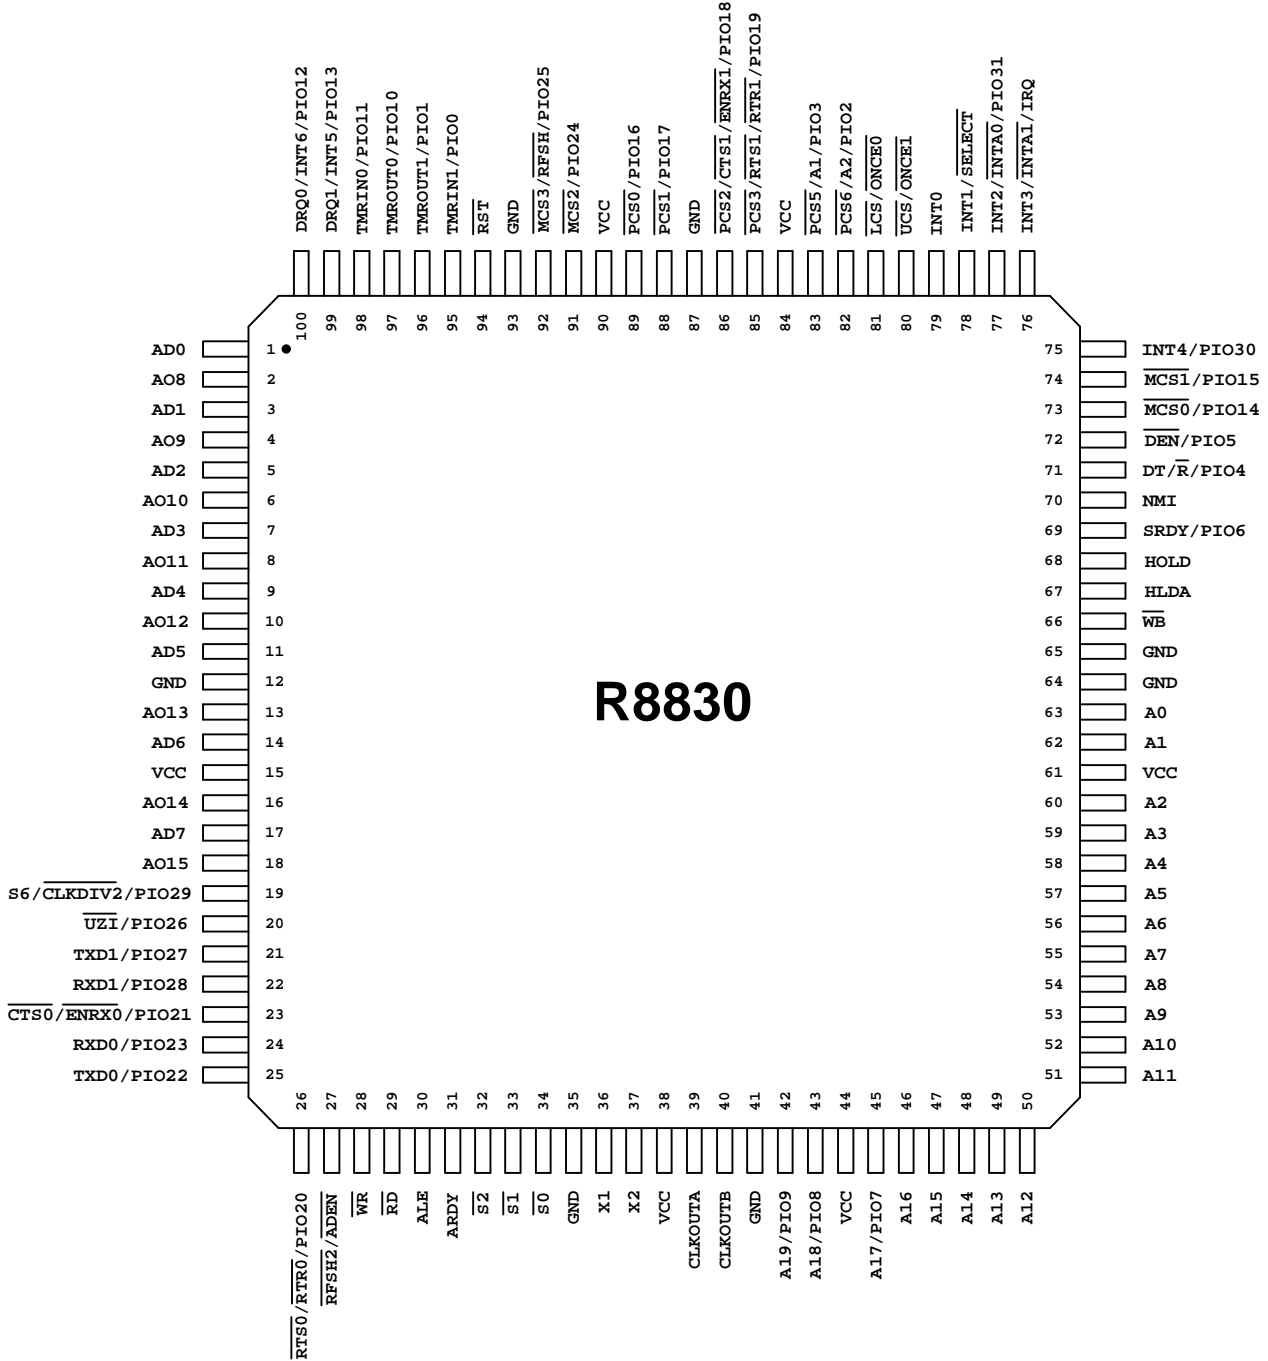 DRQ0/INT6/PIO12
DRQ1/INT5/PIO13
TMRIN0/PIO11
TMROUT0/PIO10
TMROUT1/PIO1
TMRIN1/PIO0
RST
GND
MCS3/RFSH/PIO25
MCS2/PIO24
VCC
PCS0/PIO16
PCS1/PIO17
GND
PCS2/CTS1/ENRX1/PIO18
PCS3/RTS1/RTR1/PIO19
VCC
PCS5/A1/PIO3
PCS6/A2/PIO2
LCS/ONCE0
UCS/ONCE1
INT0
INT1/SELECT
INT2/INTA0/PIO31
INT3/INTA1/IRQ
100
99
98
97
96
95
94
93
92
91
90
89
88
87
86
85
84
83
82
81
80
79
78
77
76
AD0 1 75 INT4/PIO30
AO8 2 74 MCS1/PIO15
AD1 3 73 MCS0/PIO14
AO9 4 72 DEN/PIO5
AD2 5 71 DT/R/PIO4
AO10 6 70 NMI
AD3 7 69 SRDY/PIO6
AO11 8 68 HOLD
AD4 9 67 HLDA
AO12 10 66 WB
AD5 11 65 GND
GND 12 64 GND
R8830
AO13 13 63 A0
AD6 14 62 A1
VCC 15 61 VCC
AO14 16 60 A2
AD7 17 59 A3
AO15 18 58 A4
S6/CLKDIV2/PIO29 19 57 A5
UZI/PIO26 20 56 A6
TXD1/PIO27 21 55 A7
RXD1/PIO28 22 54 A8
CTS0/ENRX0/PIO21 23 53 A9
RXD0/PIO23 24 52 A10
TXD0/PIO22 25 51 A11
26
27
28
29
30
31
32
33
34
35
36
37
38
39
40
41
42
43
44
45
46
47
48
49
50
RTS0/RTR0/PIO20
RFSH2/ADEN
WR
RD
ALE
ARDY
S2
S1
S0
GND
X1
X2
VCC
CLKOUTA
CLKOUTB
GND
A19/PIO9
A18/PIO8
VCC
A17/PIO7
A16
A15
A14
A13
A12